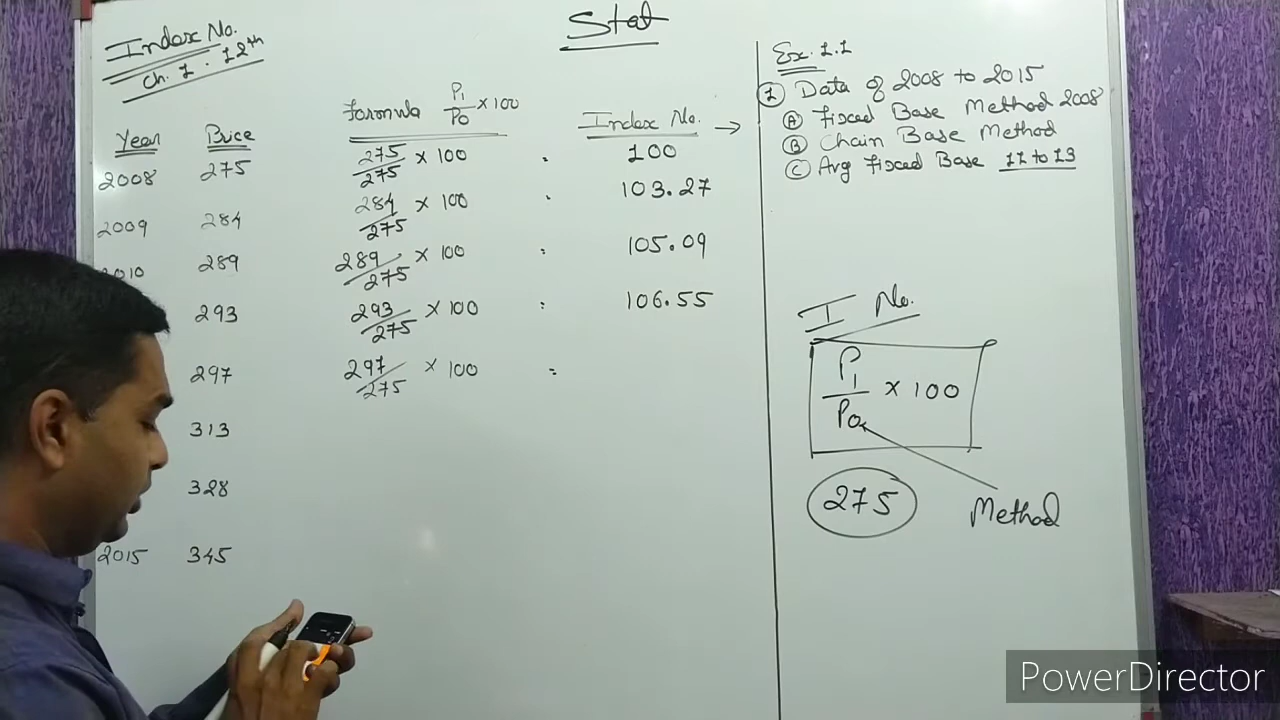 Index No.
Ch. 1. 12th
Stat
Formula P1/P0 × 100
Year Price Index No. →
2008 275 275/275 × 100 = 100
2009 284 284/275 × 100 = 103.27
2010 289 289/275 × 100 = 105.09
293 293/275 × 100 = 106.55
297 297/275 × 100 =
313
328
2015 345
Ex. 1.1
1 Data of 2008 to 2015
A Fixed Base Method 2008
B Chain Base Method
C Avg Fixed Base 11 to 13
I No.
P1/P0 × 100
275 Method
PowerDirector